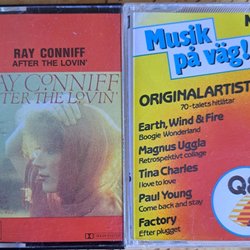 RAY CONNIFF
AFTER THE LOVIN'
RAY CONNIFF
AFTER THE LOVIN'
Musik
på väg!
ORIGINALARTIST
70-talets hitlåtar
Earth, Wind & Fire
Boogie Wonderland
Magnus Uggla
Retrospektivt collage
Tina Charles
I love to love
Paul Young
Come back and stay
Factory
Efter plugget